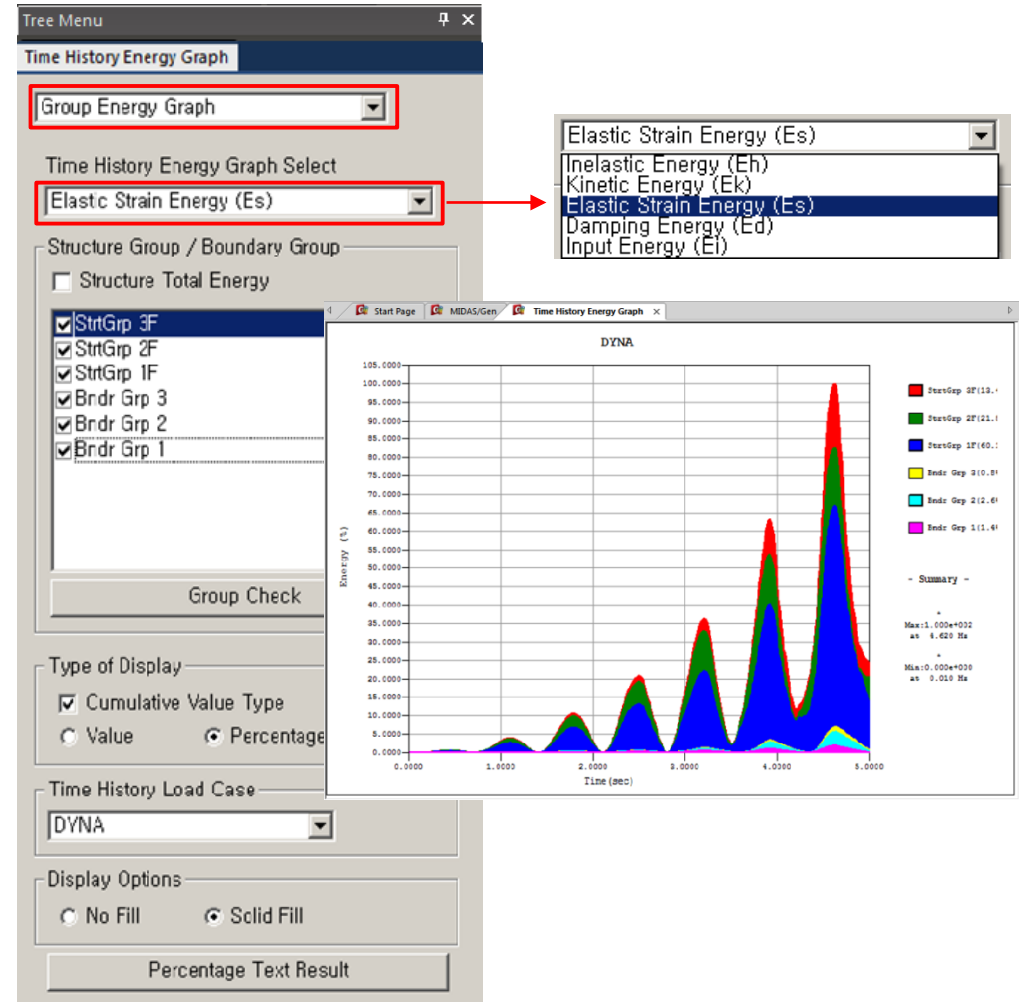 Tree Menu
Time History Energy Graph
Group Energy Graph
Time History Energy Graph Select
Elastic Strain Energy (Es)
Structure Group / Boundary Group
Structure Total Energy
StrtGrp 3F
StrtGrp 2F
StrtGrp 1F
Bndr Grp 3
Bndr Grp 2
Bndr Grp 1
Group Check
Type of Display
Cumulative Value Type
Value Percentage
Time History Load Case
DYNA
Display Options
No Fill Solid Fill
Percentage Text Result
Elastic Strain Energy (Es)
Inelastic Energy (Eh)
Kinetic Energy (Ek)
Elastic Strain Energy (Es)
Damping Energy (Ed)
Input Energy (Ei)
Start Page MIDAS/Gen Time History Energy Graph
DYNA
105.0000
100.0000
95.0000
90.0000
85.0000
80.0000
75.0000
70.0000
65.0000
60.0000
55.0000
50.0000
45.0000
40.0000
35.0000
30.0000
25.0000
20.0000
15.0000
10.0000
5.0000
0.0000
Energy (%)
0.0000 1.0000 2.0000 3.0000 4.0000 5.0000
Time(sec)
StrtGrp 3F(13.
StrtGrp 2F(21.
StrtGrp 1F(60.
Bndr Grp 3(0.8
Bndr Grp 2(2.6
Bndr Grp 1(1.4
- Summary -
Max:1.000e+002
at 4.620 Hz
Min:0.000e+000
at 0.010 Hz